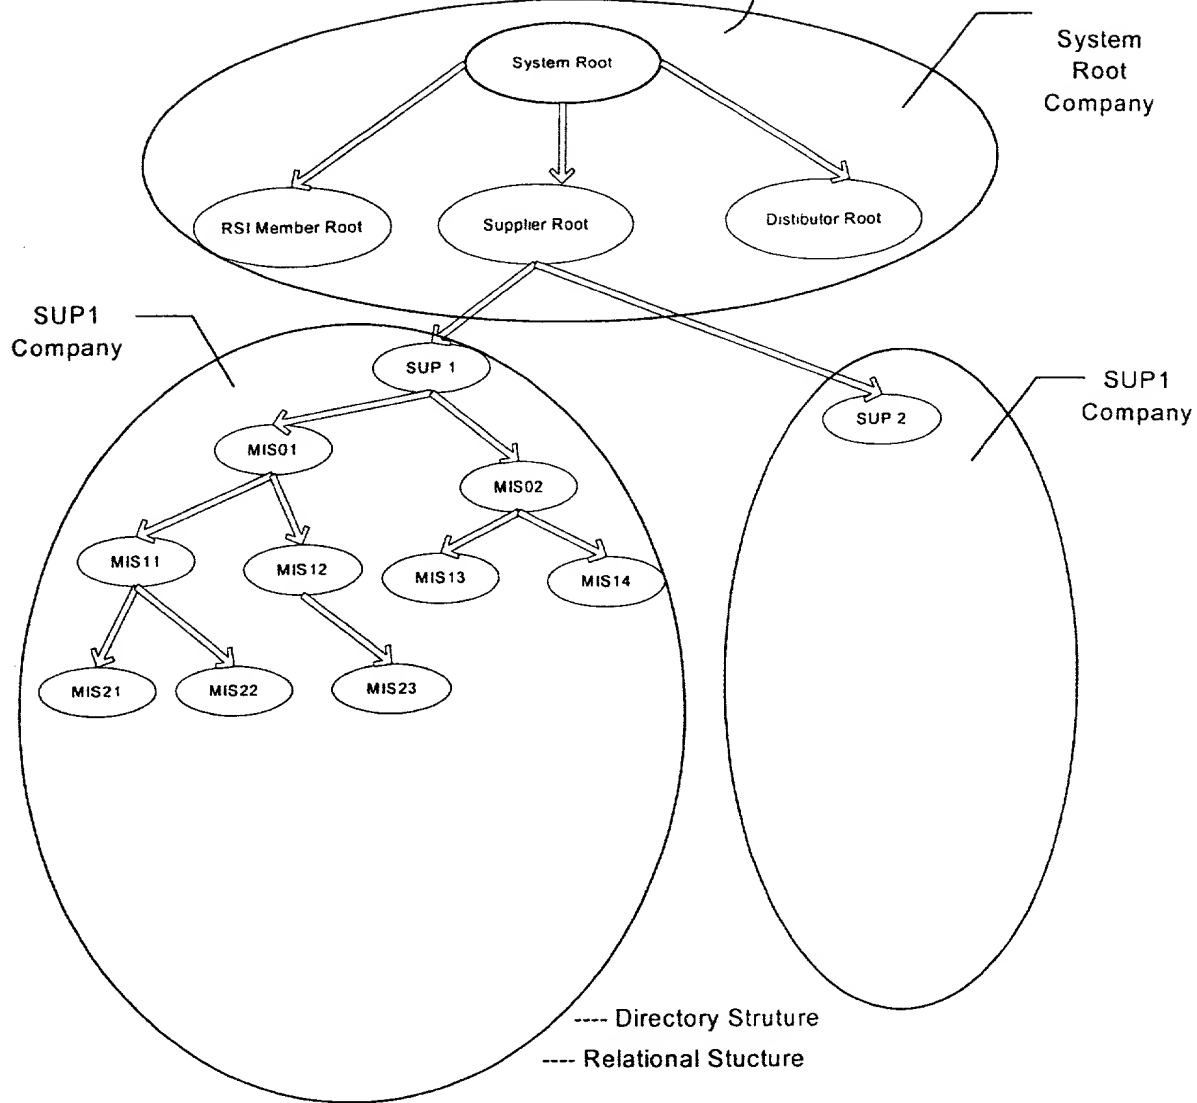 System Root
System
Root
Company
RSI Member Root
Supplier Root
Distibutor Root
SUP1
Company
SUP 1
SUP1
Company
SUP 2
MIS01
MIS02
MIS11
MIS12
MIS13
MIS14
MIS21
MIS22
MIS23
---- Directory Struture
---- Relational Stucture